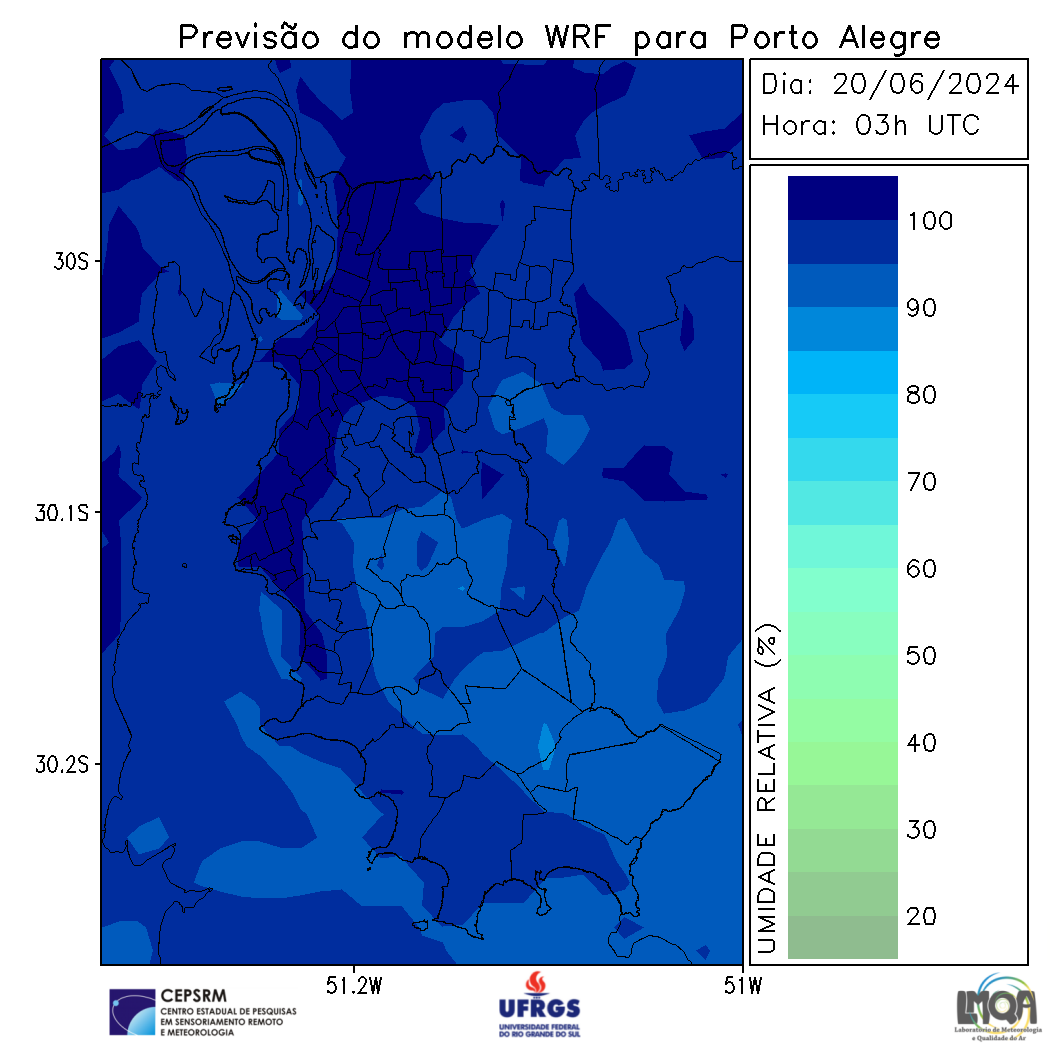 Previsão do modelo WRF para Porto Alegre
Dia: 20/06/2024
Hora: 03h UTC
30S
30.1S
30.2S
51.2W
51W
100
90
80
70
60
50
40
30
20
UMIDADE RELATIVA (%)
CEPSRM
CENTRO ESTADUAL DE PESQUISAS
EM SENSORIAMENTO REMOTO
E METEOROLOGIA
UFRGS
UNIVERSIDADE FEDERAL
DO RIO GRANDE DO SUL
LMQA
Laboratório de Meteorologia
e Qualidade do Ar